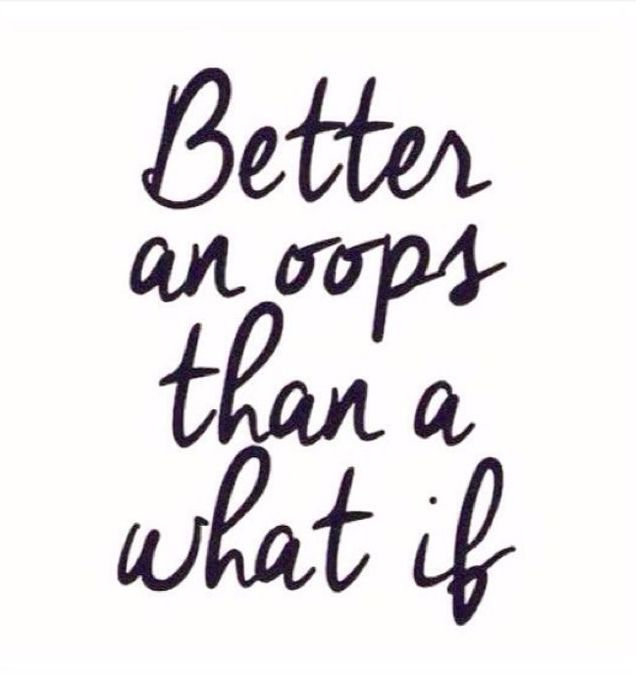 Better
an oops
than a
what if